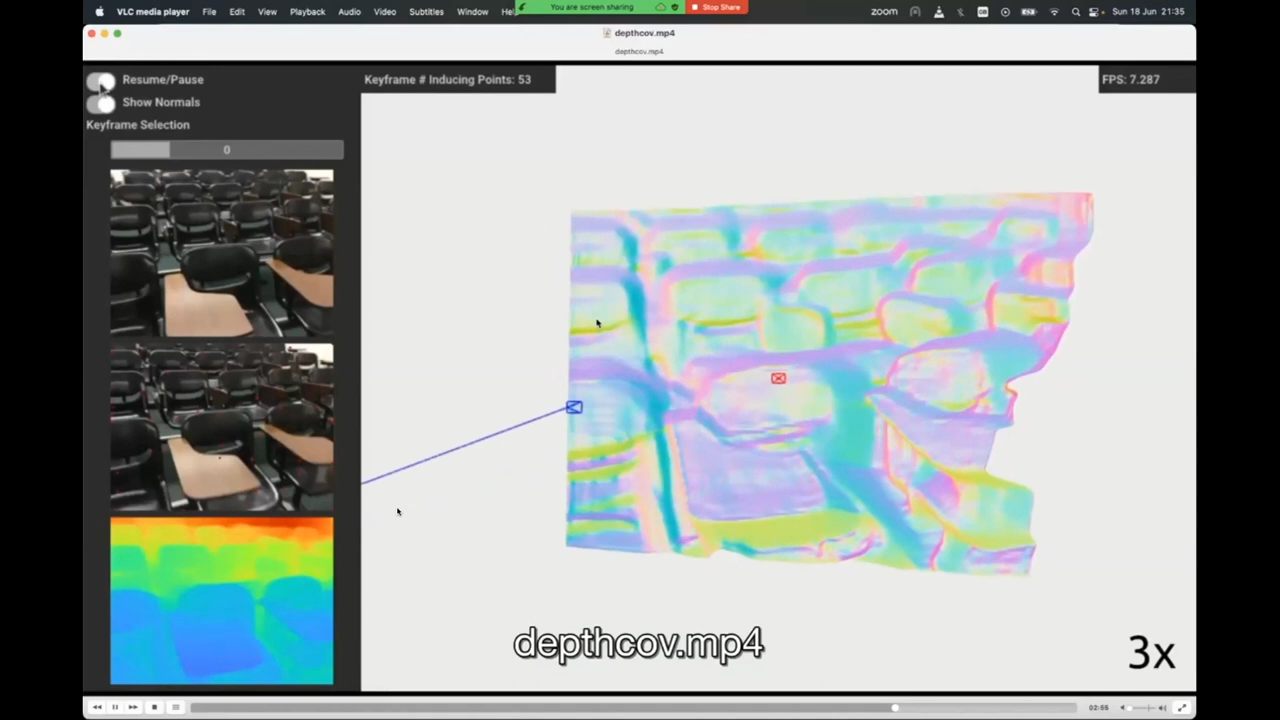 VLC media player File Edit View Playback Audio Video Subtitles Window Hel
You are screen sharing Stop Share
zoom Sun 18 Jun 21:35
depthcov.mp4
depthcov.mp4
Resume/Pause
Show Normals
Keyframe Selection
0
Keyframe # Inducing Points: 53
FPS: 7.287
depthcov.mp4
3x
02:55